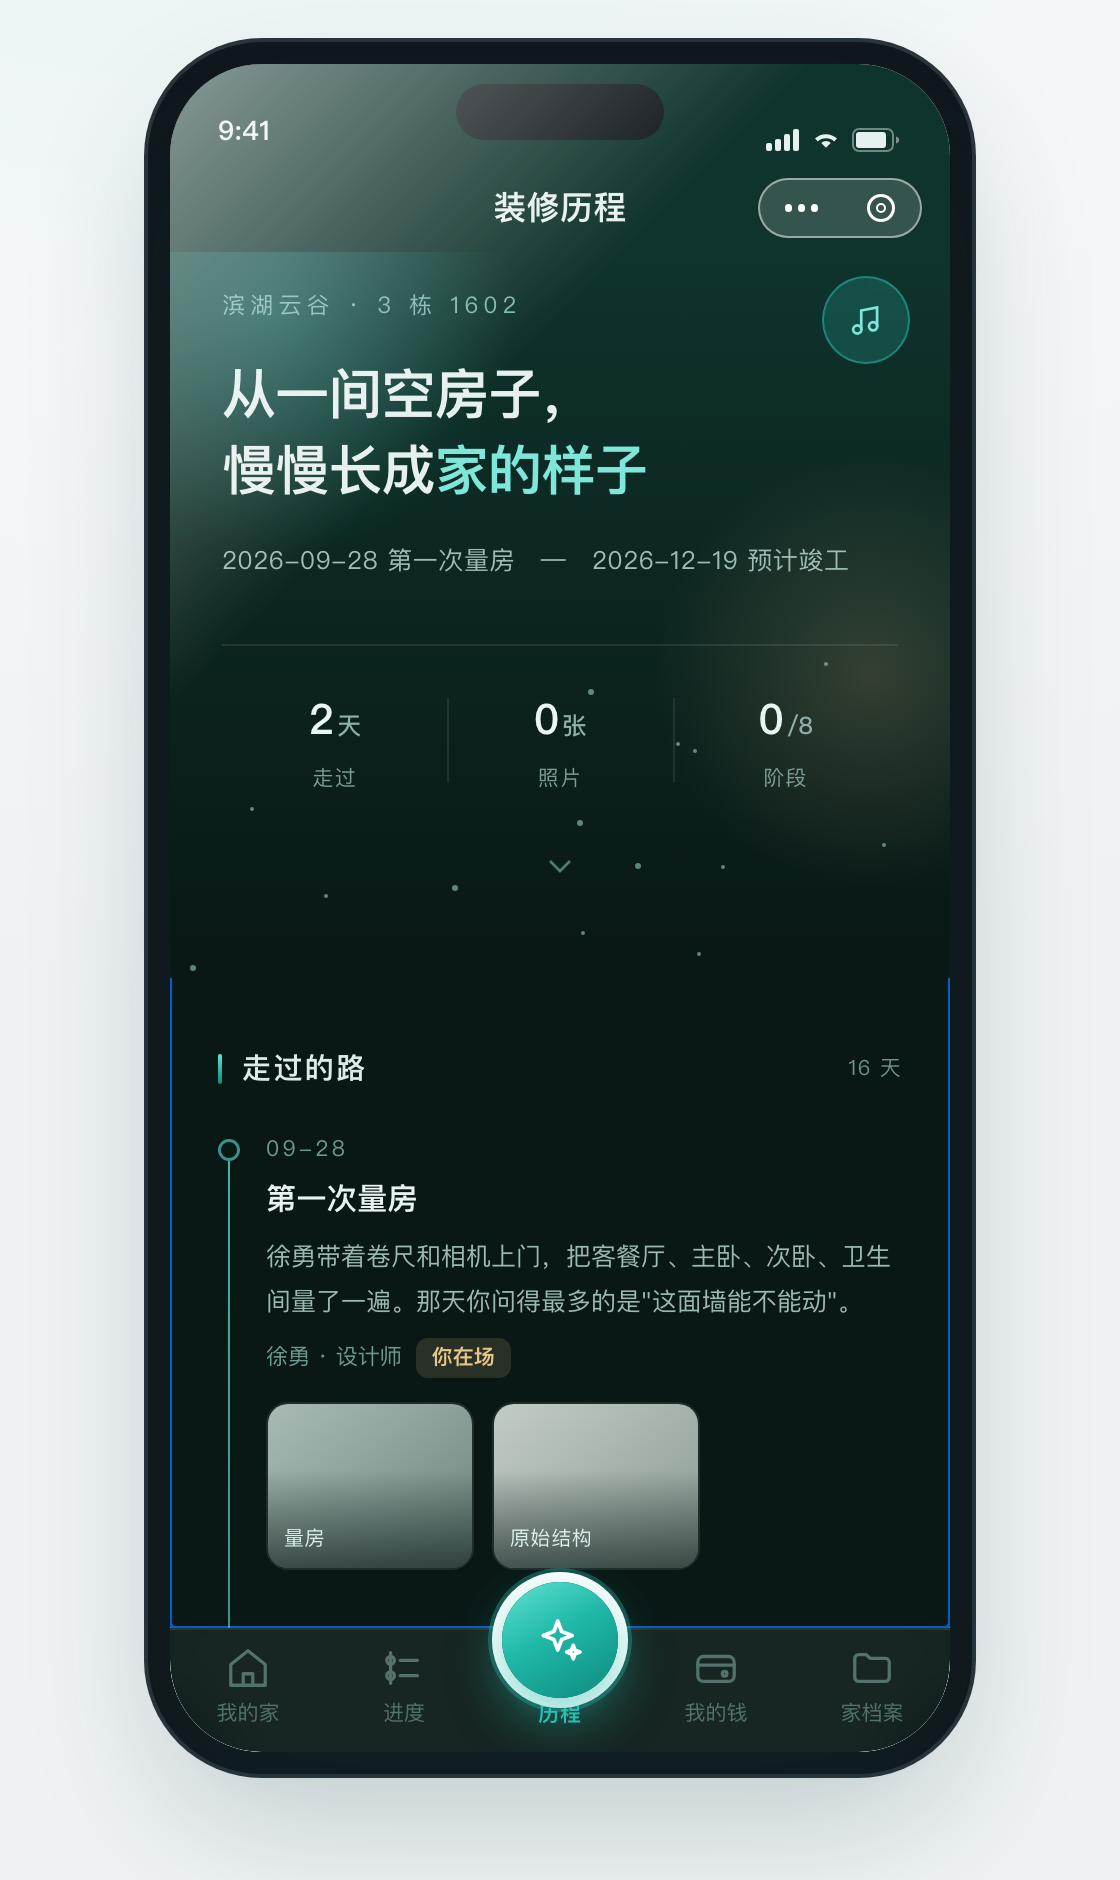 9:41
装修历程
滨湖云谷 · 3 栋 1602
从一间空房子，
慢慢长成家的样子
2026-09-28 第一次量房 — 2026-12-19 预计竣工
2天
走过
0张
照片
0/8
阶段
走过的路
16 天
09-28
第一次量房
徐勇带着卷尺和相机上门，把客餐厅、主卧、次卧、卫生
间量了一遍。那天你问得最多的是"这面墙能不能动"。
徐勇 · 设计师 你在场
量房
原始结构
我的家
进度
历程
我的钱
家档案